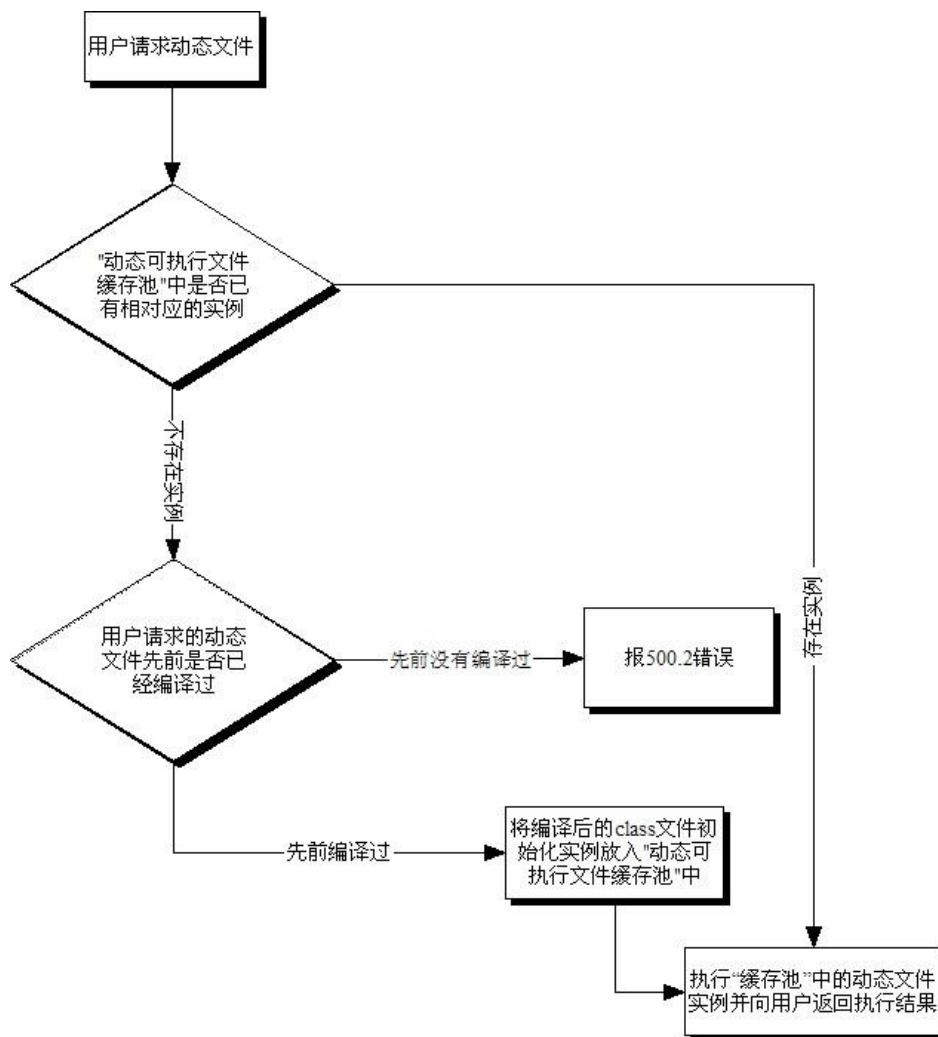 用户请求动态文件
"动态可执行文件
缓存池"中是否已
有相对应的实例
不存在实例
存在实例
用户请求的动态
文件先前是否已
经编译过
先前没有编译过
报500.2错误
先前编译过
将编译后的class文件初
始化实例放入"动态可
执行文件缓存池"中
执行“缓存池”中的动态文件
实例并向用户返回执行结果